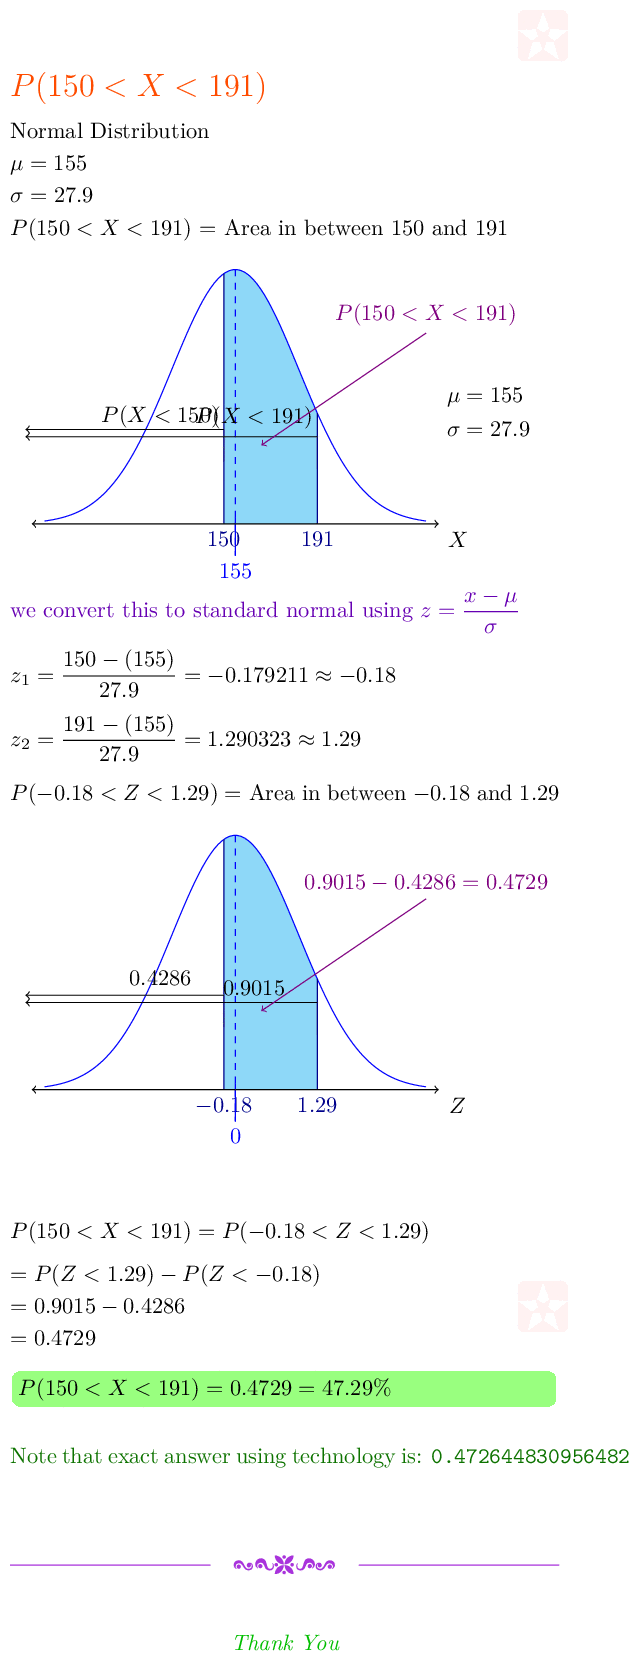 P(150 < X < 191)
Normal Distribution
μ = 155
σ = 27.9
P(150 < X < 191) = Area in between 150 and 191
P(150 < X < 191)
μ = 155
σ = 27.9
P(X < 150)
P(X < 191)
150
191
X
155
we convert this to standard normal using z = (x − μ)/σ
z₁ = (150 − (155))/27.9 = −0.179211 ≈ −0.18
z₂ = (191 − (155))/27.9 = 1.290323 ≈ 1.29
P(−0.18 < Z < 1.29) = Area in between −0.18 and 1.29
0.9015 − 0.4286 = 0.4729
0.4286
0.9015
−0.18
1.29
Z
0
P(150 < X < 191) = P(−0.18 < Z < 1.29)
= P(Z < 1.29) − P(Z < −0.18)
= 0.9015 − 0.4286
= 0.4729
P(150 < X < 191) = 0.4729 = 47.29%
Note that exact answer using technology is: 0.472644830956482
Thank You